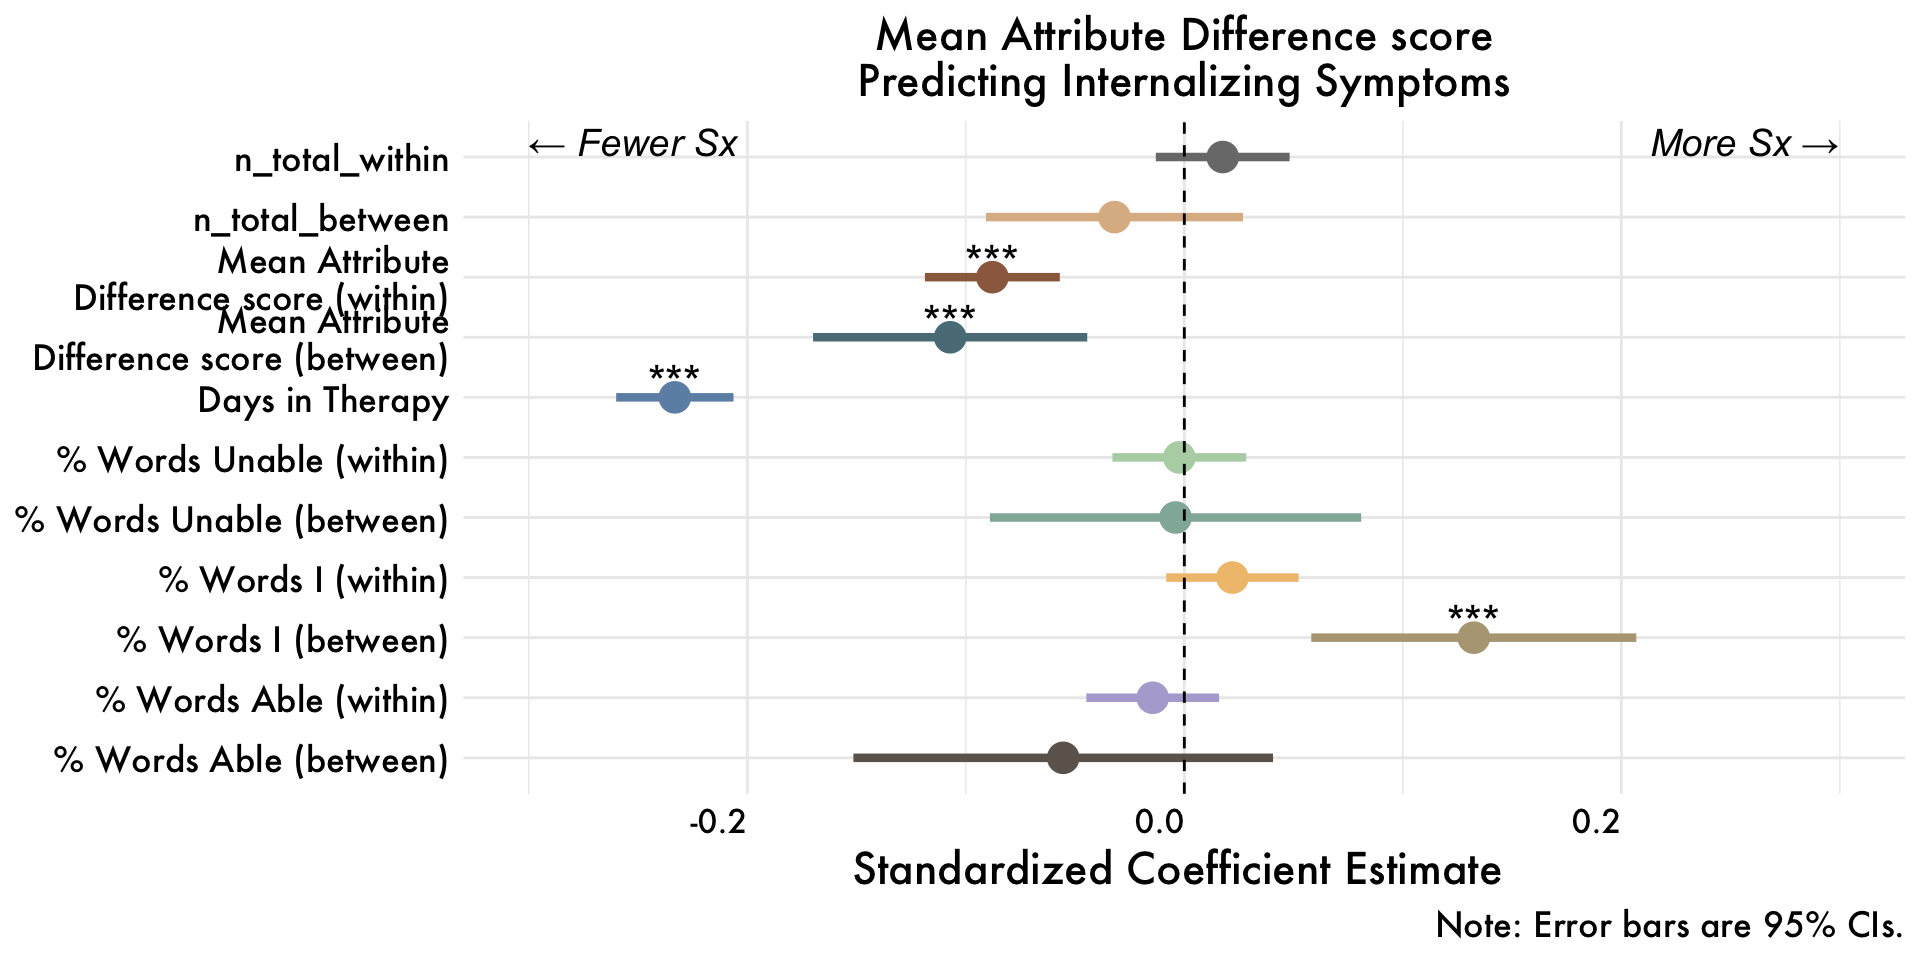 Mean Attribute Difference score
Predicting Internalizing Symptoms
← Fewer Sx
More Sx →
n_total_within
n_total_between
Mean Attribute
Difference score (within)
***
Mean Attribute
Difference score (between)
***
Days in Therapy
***
% Words Unable (within)
% Words Unable (between)
% Words I (within)
% Words I (between)
***
% Words Able (within)
% Words Able (between)
-0.2
0.0
0.2
Standardized Coefficient Estimate
Note: Error bars are 95% CIs.